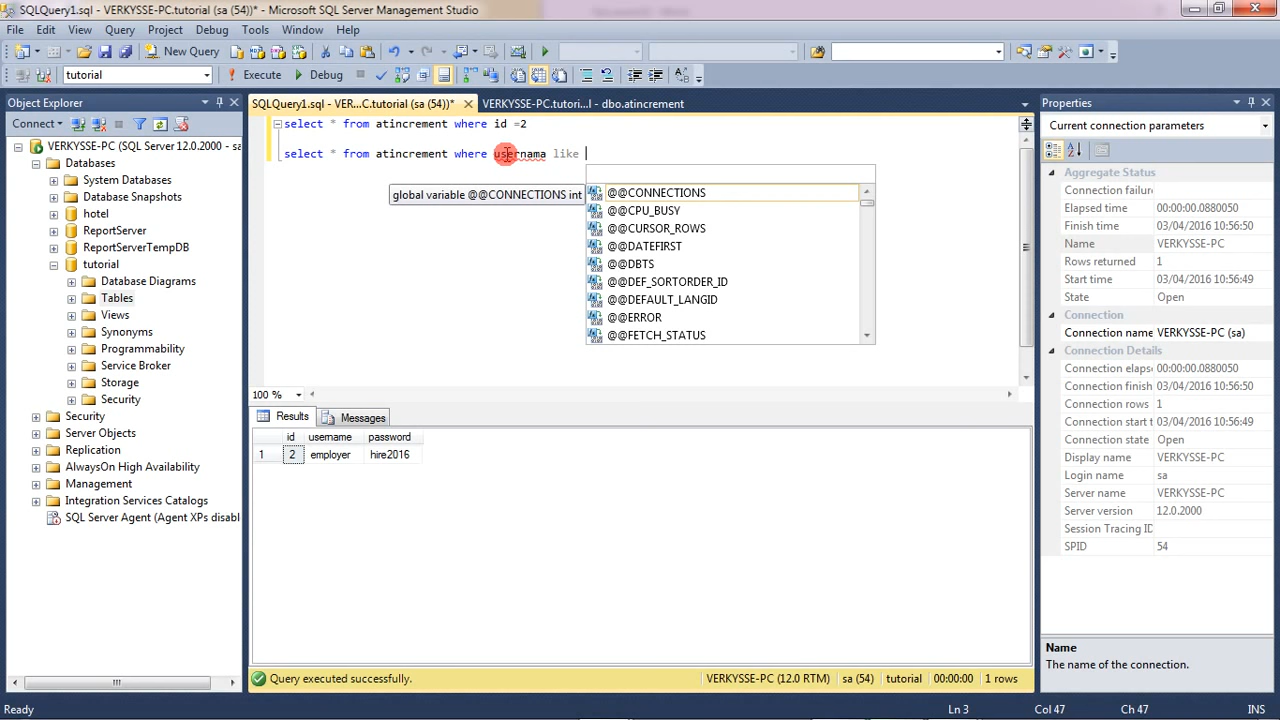 SQLQuery1.sql - VERKYSSE-PC.tutorial (sa (54))* - Microsoft SQL Server Management Studio
File Edit View Query Project Debug Tools Window Help
New Query
tutorial Execute Debug
Object Explorer
Connect
VERKYSSE-PC (SQL Server 12.0.2000 - sa
Databases
System Databases
Database Snapshots
hotel
ReportServer
ReportServerTempDB
tutorial
Database Diagrams
Tables
Views
Synonyms
Programmability
Service Broker
Storage
Security
Security
Server Objects
Replication
AlwaysOn High Availability
Management
Integration Services Catalogs
SQL Server Agent (Agent XPs disabl
SQLQuery1.sql - VER...C.tutorial (sa (54))* VERKYSSE-PC.tutori...l - dbo.atincrement
select * from atincrement where id =2
select * from atincrement where usernama like
global variable @@CONNECTIONS int
@@CONNECTIONS
@@CPU_BUSY
@@CURSOR_ROWS
@@DATEFIRST
@@DBTS
@@DEF_SORTORDER_ID
@@DEFAULT_LANGID
@@ERROR
@@FETCH_STATUS
100 %
Results Messages
id username password
1 2 employer hire2016
Query executed successfully. VERKYSSE-PC (12.0 RTM) sa (54) tutorial 00:00:00 1 rows
Properties
Current connection parameters
Aggregate Status
Connection failure
Elapsed time 00:00:00.0880050
Finish time 03/04/2016 10:56:50
Name VERKYSSE-PC
Rows returned 1
Start time 03/04/2016 10:56:49
State Open
Connection
Connection name VERKYSSE-PC (sa)
Connection Details
Connection elaps 00:00:00.0880050
Connection finish 03/04/2016 10:56:50
Connection rows 1
Connection start t 03/04/2016 10:56:49
Connection state Open
Display name VERKYSSE-PC
Login name sa
Server name VERKYSSE-PC
Server version 12.0.2000
Session Tracing ID
SPID 54
Name
The name of the connection.
Ready Ln 3 Col 47 Ch 47 INS